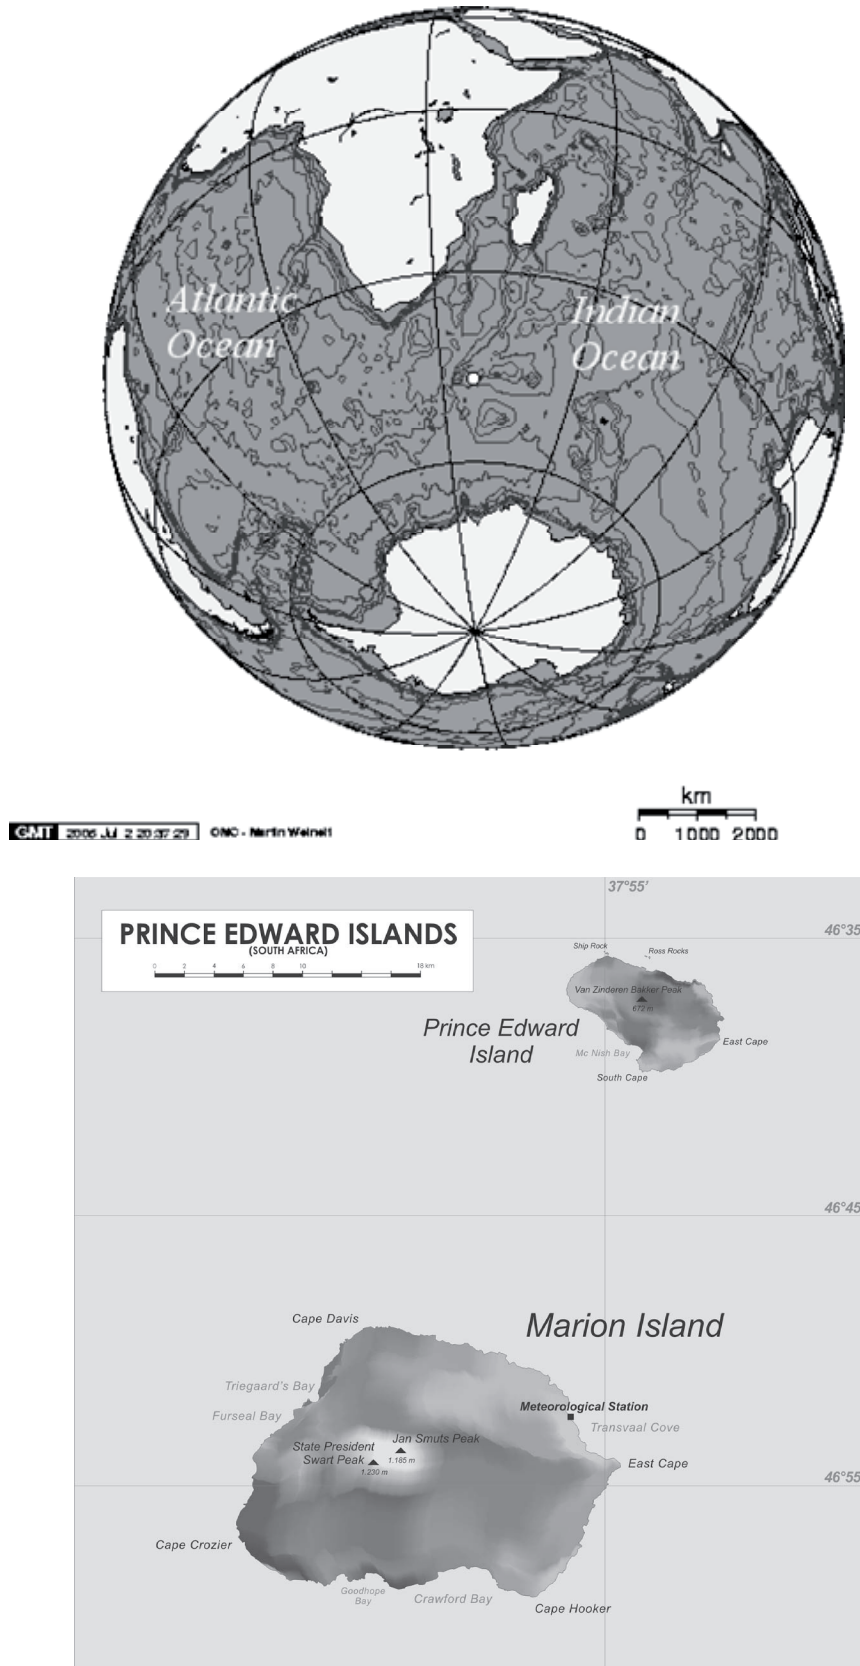 Atlantic
Ocean
Indian
Ocean
km
0 1000 2000
GMT 2006 Jul 2 20:37:29 OMC - Martin Weinelt
37°55'
PRINCE EDWARD ISLANDS
(SOUTH AFRICA)
0 2 4 6 8 10 18 km
46°35
Ship Rock
Ross Rocks
Van Zinderen Bakker Peak
672 m
Prince Edward
Island
East Cape
Mc Nish Bay
South Cape
46°45
Cape Davis
Marion Island
Triegaard's Bay
Furseal Bay
Meteorological Station
Transvaal Cove
Jan Smuts Peak
1.185 m
State President
Swart Peak
1.230 m
East Cape
46°55
Cape Crozier
Goodhope
Bay
Crawford Bay
Cape Hooker